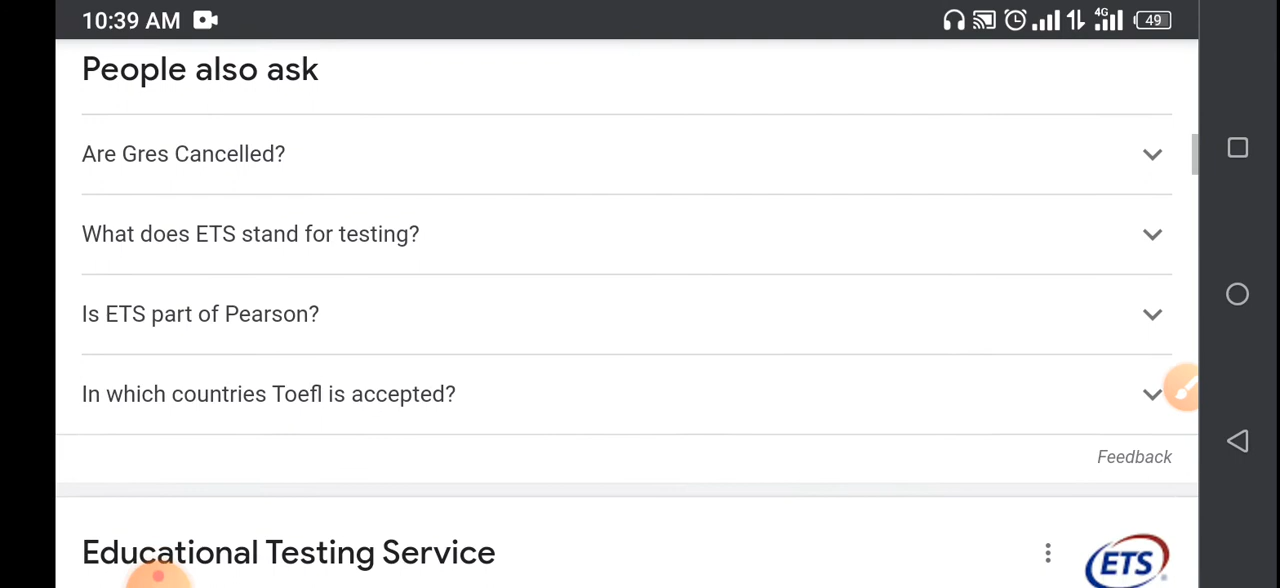 10:39 AM
4G
49
People also ask
Are Gres Cancelled?
What does ETS stand for testing?
Is ETS part of Pearson?
In which countries Toefl is accepted?
Feedback
Educational Testing Service
ETS